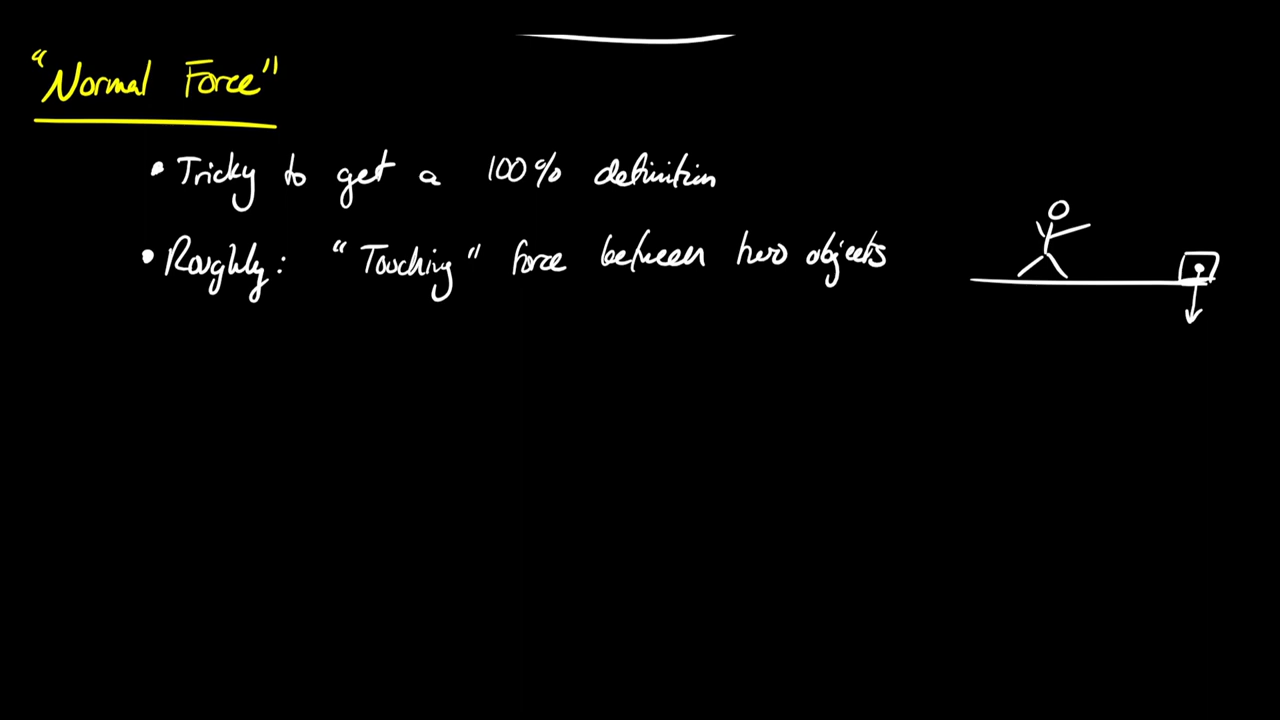 "Normal Force"
• Tricky to get a 100% definition
• Roughly: "Touching" force between two objects